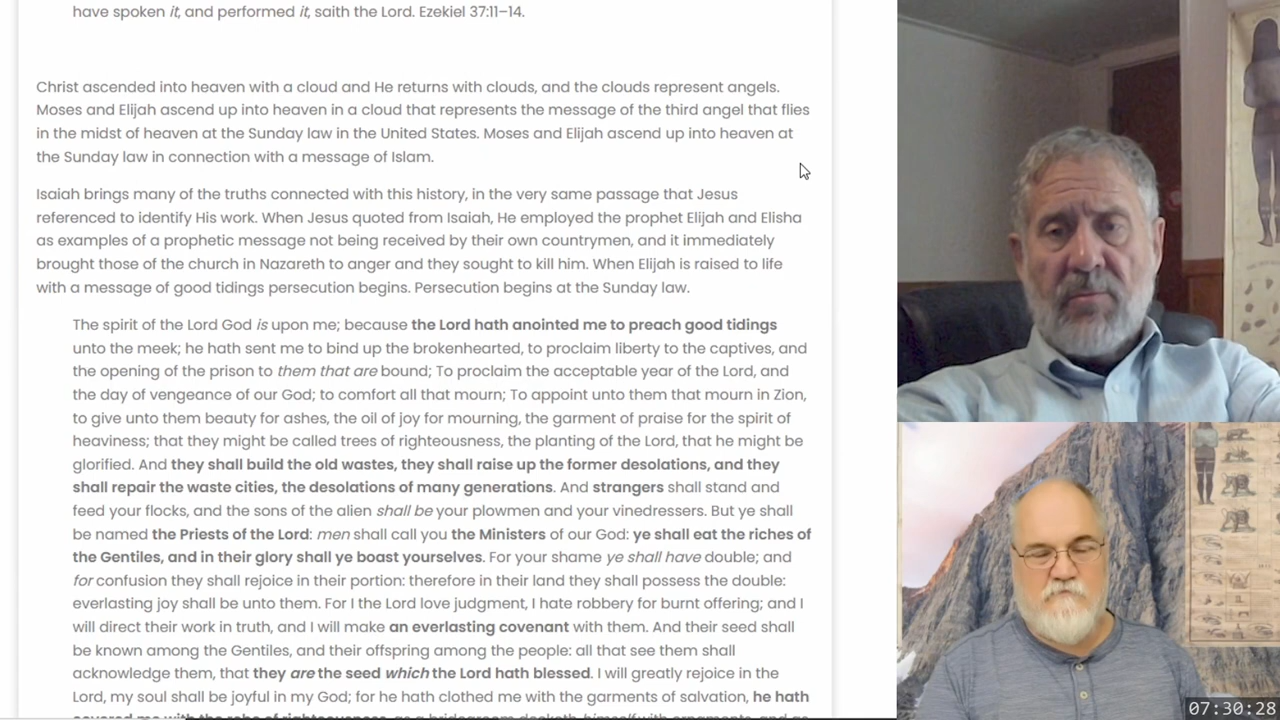 have spoken it, and performed it, saith the Lord. Ezekiel 37:11–14.
Christ ascended into heaven with a cloud and He returns with clouds, and the clouds represent angels.
Moses and Elijah ascend up into heaven in a cloud that represents the message of the third angel that flies
in the midst of heaven at the Sunday law in the United States. Moses and Elijah ascend up into heaven at
the Sunday law in connection with a message of Islam.
Isaiah brings many of the truths connected with this history, in the very same passage that Jesus
referenced to identify His work. When Jesus quoted from Isaiah, He employed the prophet Elijah and Elisha
as examples of a prophetic message not being received by their own countrymen, and it immediately
brought those of the church in Nazareth to anger and they sought to kill him. When Elijah is raised to life
with a message of good tidings persecution begins. Persecution begins at the Sunday law.
The spirit of the Lord God is upon me; because the Lord hath anointed me to preach good tidings
unto the meek; he hath sent me to bind up the brokenhearted, to proclaim liberty to the captives, and
the opening of the prison to them that are bound; To proclaim the acceptable year of the Lord, and
the day of vengeance of our God; to comfort all that mourn; To appoint unto them that mourn in Zion,
to give unto them beauty for ashes, the oil of joy for mourning, the garment of praise for the spirit of
heaviness; that they might be called trees of righteousness, the planting of the Lord, that he might be
glorified. And they shall build the old wastes, they shall raise up the former desolations, and they
shall repair the waste cities, the desolations of many generations. And strangers shall stand and
feed your flocks, and the sons of the alien shall be your plowmen and your vinedressers. But ye shall
be named the Priests of the Lord: men shall call you the Ministers of our God: ye shall eat the riches of
the Gentiles, and in their glory shall ye boast yourselves. For your shame ye shall have double; and
for confusion they shall rejoice in their portion: therefore in their land they shall possess the double:
everlasting joy shall be unto them. For I the Lord love judgment, I hate robbery for burnt offering; and I
will direct their work in truth, and I will make an everlasting covenant with them. And their seed shall
be known among the Gentiles, and their offspring among the people: all that see them shall
acknowledge them, that they are the seed which the Lord hath blessed. I will greatly rejoice in the
Lord, my soul shall be joyful in my God; for he hath clothed me with the garments of salvation, he hath
covered me with the robe of righteousness, as a bridegroom decketh himself with ornaments, and as
07:30:28